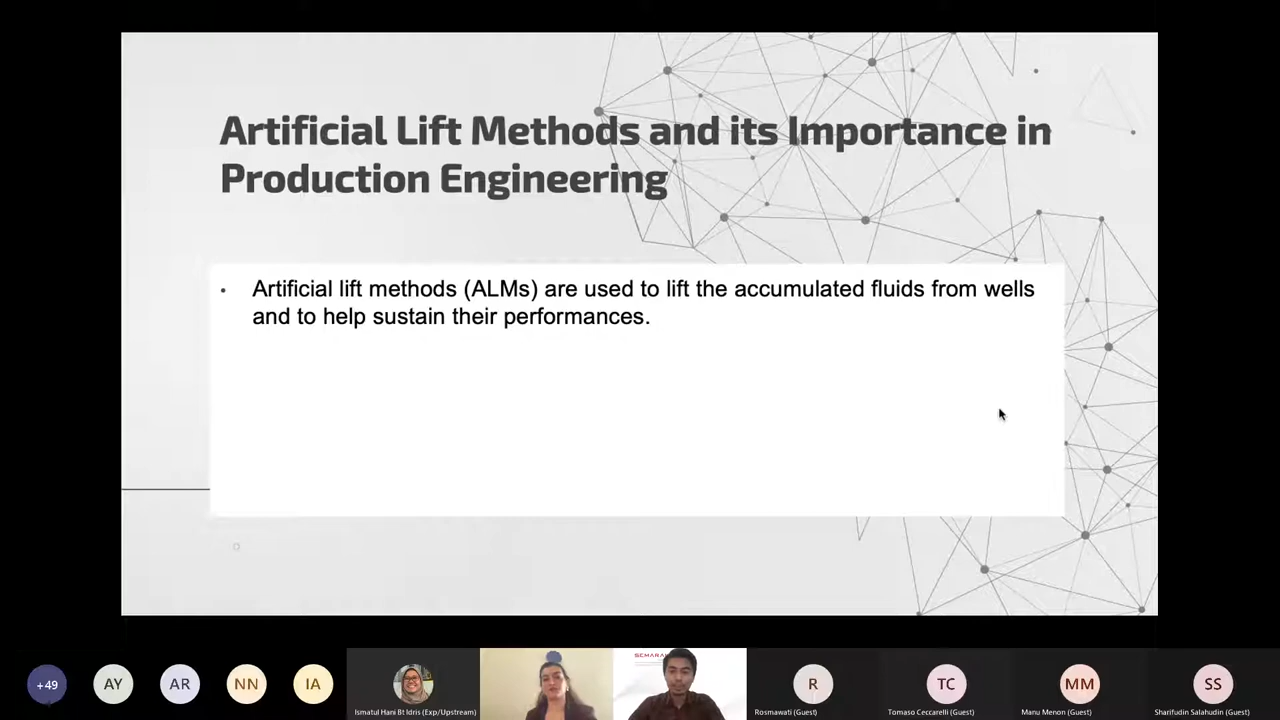 Artificial Lift Methods and its Importance in
Production Engineering
• Artificial lift methods (ALMs) are used to lift the accumulated fluids from wells
and to help sustain their performances.
+49
AY
AR
NN
IA
R
TC
MM
SS
Ismatul Hani Bt Idris (Exp/Upstream)
Rosmawati (Guest)
Tomaso Ceccarelli (Guest)
Manu Menon (Guest)
Sharifudin Salahudin (Guest)